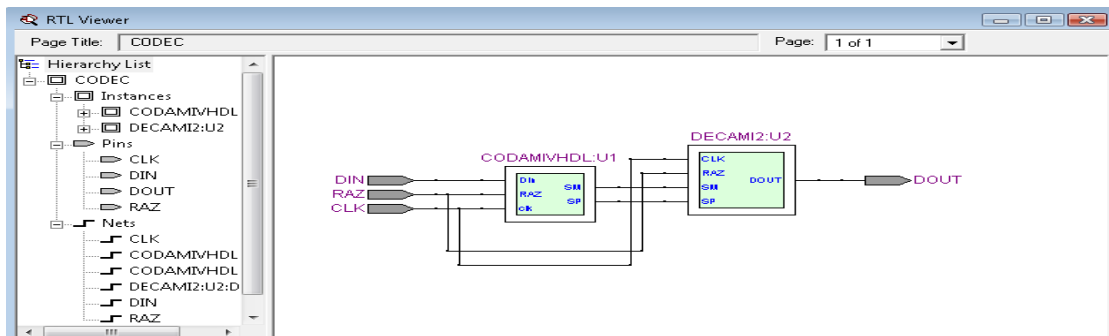 RTL Viewer
Page Title: CODEC
Page: 1 of 1
Hierarchy List
CODEC
Instances
CODAMIVHDL
DECAMI2:U2
Pins
CLK
DIN
DOUT
RAZ
Nets
CLK
CODAMIVHDL
CODAMIVHDL
DECAMI2:U2:D
DIN
RAZ
DECAMI2:U2
CODAMIVHDL:U1
CLK
RAZ
SM
SP
DOUT
DIN
RAZ
CLK
DIn
RAZ
clk
SM
SP
DOUT